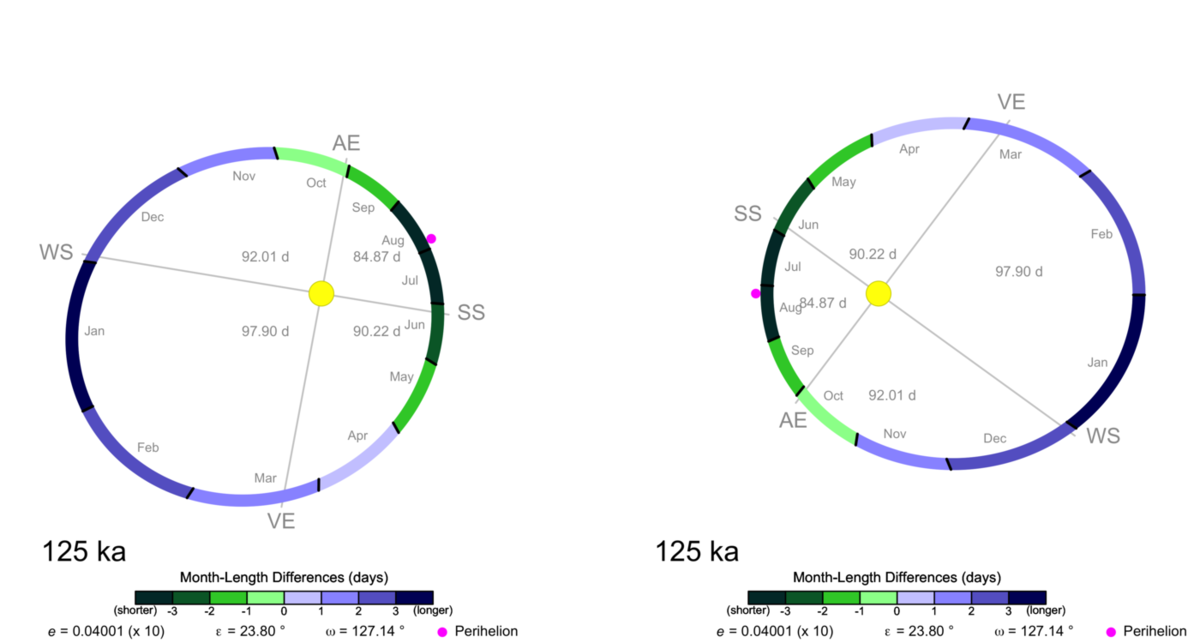 AE
Nov
Oct
Dec
Sep
WS
92.01 d
Aug
84.87 d
Jul
SS
Jan
97.90 d
90.22 d
Jun
May
Feb
Apr
Mar
VE
125 ka
Month-Length Differences (days)
(shorter) -3 -2 -1 0 1 2 3 (longer)
e = 0.04001 (x 10) ε = 23.80 ° ω = 127.14 ° Perihelion
VE
Apr
Mar
May
SS
Jun
Feb
90.22 d
Jul
97.90 d
Aug
84.87 d
Sep
Jan
Oct
92.01 d
AE
Nov
Dec
WS
125 ka
Month-Length Differences (days)
(shorter) -3 -2 -1 0 1 2 3 (longer)
e = 0.04001 (x 10) ε = 23.80 ° ω = 127.14 ° Perihelion